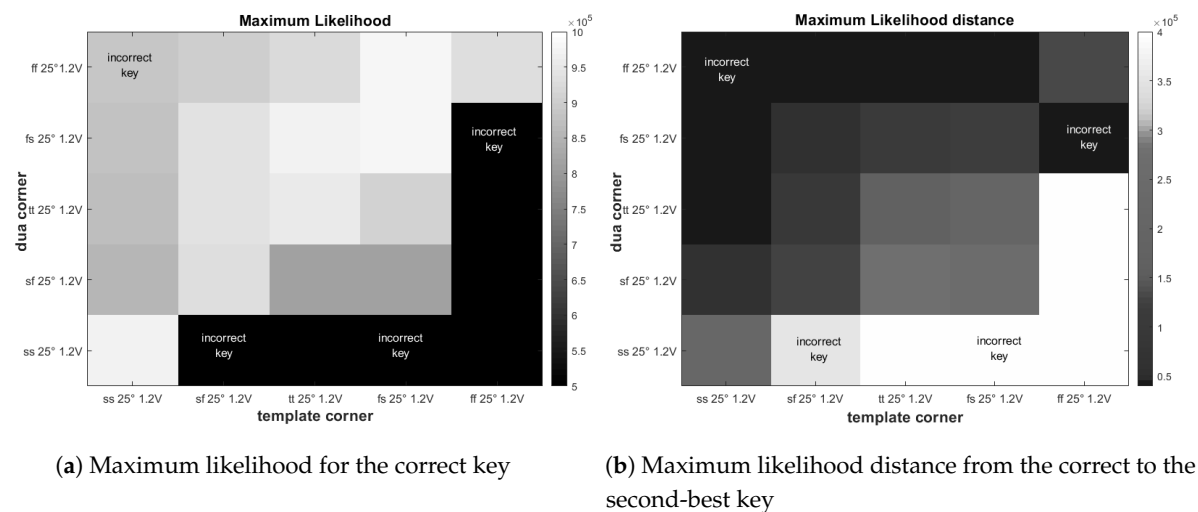 Maximum Likelihood
×10⁵
dua corner
ff 25° 1.2V
fs 25° 1.2V
tt 25° 1.2V
sf 25° 1.2V
ss 25° 1.2V
incorrect
key
incorrect
key
incorrect
key
incorrect
key
10
9.5
9
8.5
8
7.5
7
6.5
6
5.5
5
ss 25° 1.2V
sf 25° 1.2V
tt 25° 1.2V
fs 25° 1.2V
ff 25° 1.2V
template corner
(a) Maximum likelihood for the correct key
Maximum Likelihood distance
×10⁵
dua corner
ff 25° 1.2V
fs 25° 1.2V
tt 25° 1.2V
sf 25° 1.2V
ss 25° 1.2V
incorrect
key
incorrect
key
incorrect
key
incorrect
key
4
3.5
3
2.5
2
1.5
1
0.5
ss 25° 1.2V
sf 25° 1.2V
tt 25° 1.2V
fs 25° 1.2V
ff 25° 1.2V
template corner
(b) Maximum likelihood distance from the correct to the
second-best key